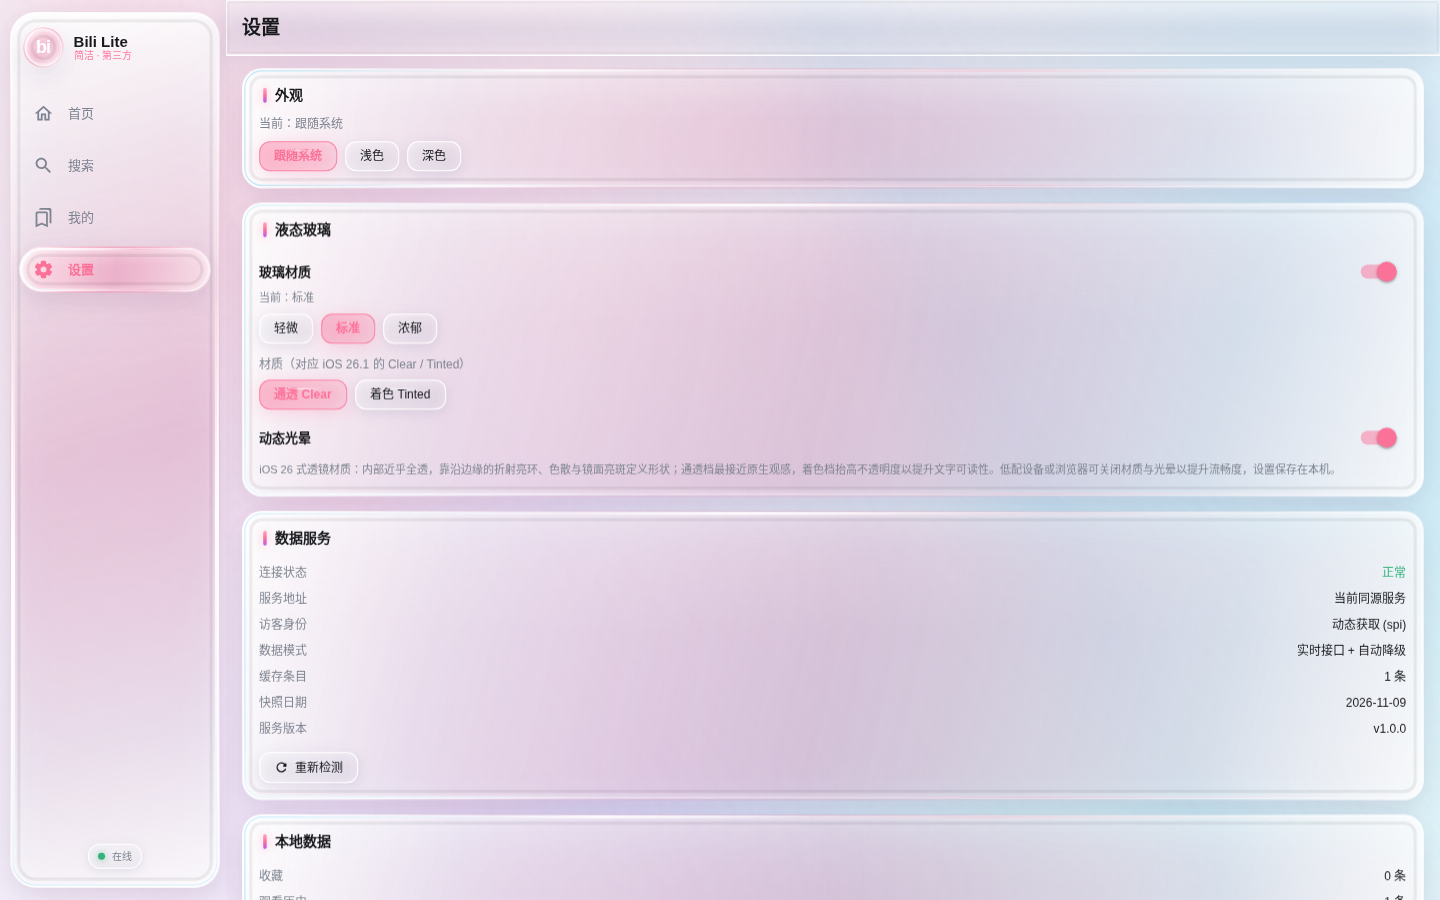 bi
Bili Lite
简洁 · 第三方
首页
搜索
我的
设置
在线
设置
外观
当前：跟随系统
跟随系统 浅色 深色
液态玻璃
玻璃材质
当前：标准
轻微 标准 浓郁
材质（对应 iOS 26.1 的 Clear / Tinted）
通透 Clear 着色 Tinted
动态光晕
iOS 26 式透镜材质：内部近乎全透，靠沿边缘的折射亮环、色散与镜面亮斑定义形状；通透档最接近原生观感，着色档抬高不透明度以提升文字可读性。低配设备或浏览器可关闭材质与光晕以提升流畅度，设置保存在本机。
数据服务
连接状态 正常
服务地址 当前同源服务
访客身份 动态获取 (spi)
数据模式 实时接口 + 自动降级
缓存条目 1 条
快照日期 2026-11-09
服务版本 v1.0.0
重新检测
本地数据
收藏 0 条